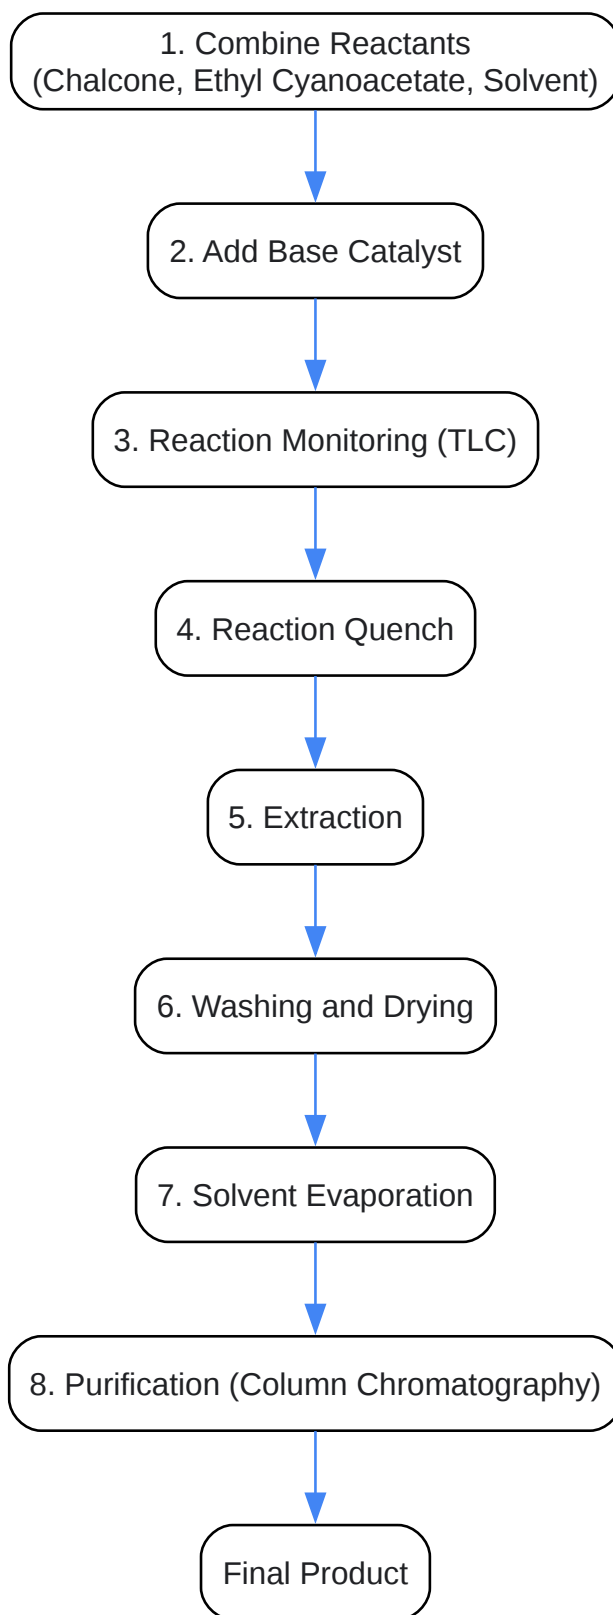 1. Combine Reactants
(Chalcone, Ethyl Cyanoacetate, Solvent)
2. Add Base Catalyst
3. Reaction Monitoring (TLC)
4. Reaction Quench
5. Extraction
6. Washing and Drying
7. Solvent Evaporation
8. Purification (Column Chromatography)
Final Product